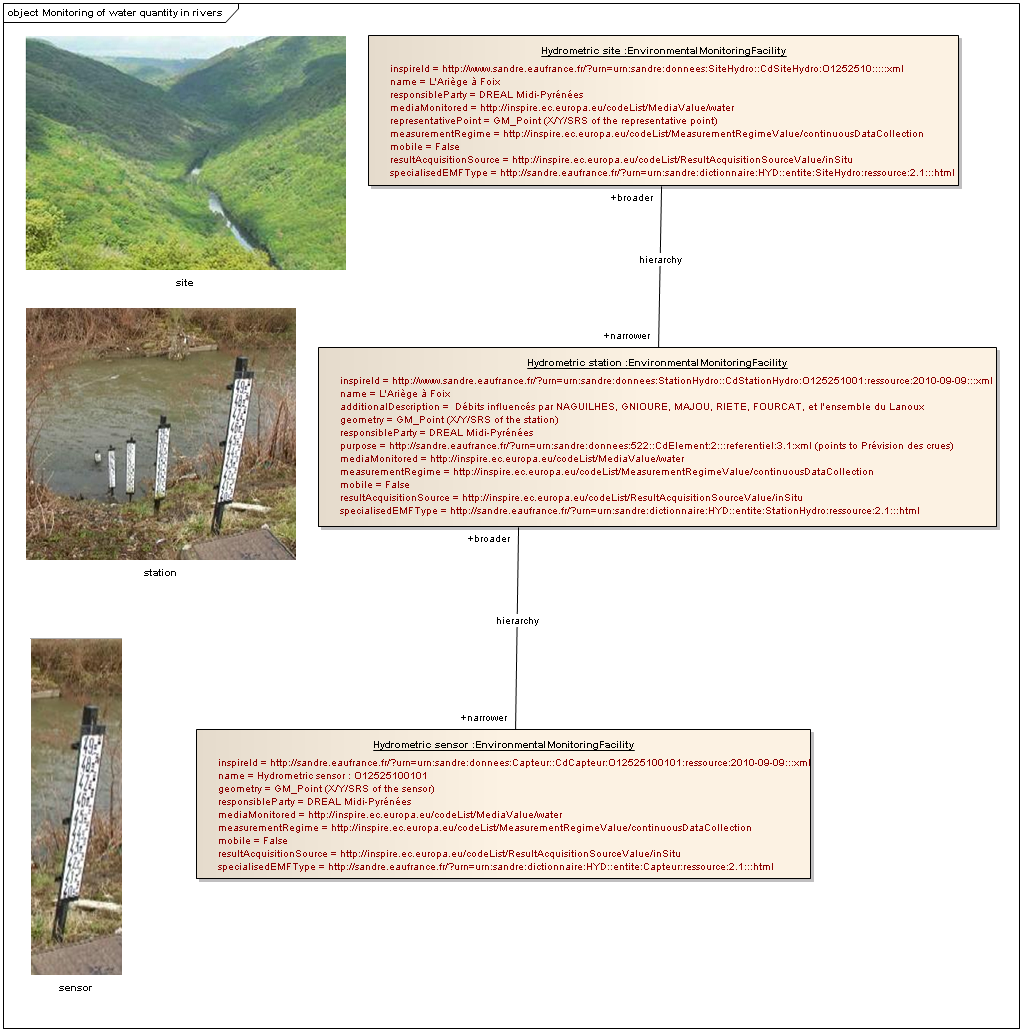 object Monitoring of water quantity in rivers
Hydrometric site :EnvironmentalMonitoringFacility
inspireId = http://www.sandre.eaufrance.fr/?urn=urn:sandre:donnees:SiteHydro::CdSiteHydro:O1252510:::::xml
name = L'Ariège à Foix
responsibleParty = DREAL Midi-Pyrénées
mediaMonitored = http://inspire.ec.europa.eu/codeList/MediaValue/water
representativePoint = GM_Point (X/Y/SRS of the representative point)
measurementRegime = http://inspire.ec.europa.eu/codeList/MeasurementRegimeValue/continuousDataCollection
mobile = False
resultAcquisitionSource = http://inspire.ec.europa.eu/codeList/ResultAcquisitionSourceValue/inSitu
specialisedEMFType = http://sandre.eaufrance.fr/?urn=urn:sandre:dictionnaire:HYD::entite:SiteHydro:ressource:2.1:::html
+broader
hierarchy
site
+narrower
Hydrometric station :EnvironmentalMonitoringFacility
inspireId = http://www.sandre.eaufrance.fr/?urn=urn:sandre:donnees:StationHydro::CdStationHydro:O125251001:ressource:2010-09-09:::xml
name = L'Ariège à Foix
additionalDescription =  Débits influencés par NAGUILHES, GNIOURE, MAJOU, RIETE, FOURCAT, et l'ensemble du Lanoux
geometry = GM_Point (X/Y/SRS of the station)
responsibleParty = DREAL Midi-Pyrénées
purpose = http://sandre.eaufrance.fr/?urn=urn:sandre:donnees:522::CdElement:2:::referentiel:3.1:xml (points to Prévision des crues)
mediaMonitored = http://inspire.ec.europa.eu/codeList/MediaValue/water
measurementRegime = http://inspire.ec.europa.eu/codeList/MeasurementRegimeValue/continuousDataCollection
mobile = False
resultAcquisitionSource = http://inspire.ec.europa.eu/codeList/ResultAcquisitionSourceValue/inSitu
specialisedEMFType = http://sandre.eaufrance.fr/?urn=urn:sandre:dictionnaire:HYD::entite:StationHydro:ressource:2.1:::html
+broader
station
hierarchy
+narrower
Hydrometric sensor :EnvironmentalMonitoringFacility
inspireId = http://sandre.eaufrance.fr/?urn=urn:sandre:donnees:Capteur::CdCapteur:O12525100101:ressource:2010-09-09:::xml
name = Hydrometric sensor : O12525100101
geometry = GM_Point (X/Y/SRS of the sensor)
responsibleParty = DREAL Midi-Pyrénées
mediaMonitored = http://inspire.ec.europa.eu/codeList/MediaValue/water
measurementRegime = http://inspire.ec.europa.eu/codeList/MeasurementRegimeValue/continuousDataCollection
mobile = False
resultAcquisitionSource = http://inspire.ec.europa.eu/codeList/ResultAcquisitionSourceValue/inSitu
specialisedEMFType = http://sandre.eaufrance.fr/?urn=urn:sandre:dictionnaire:HYD::entite:Capteur:ressource:2.1:::html
sensor